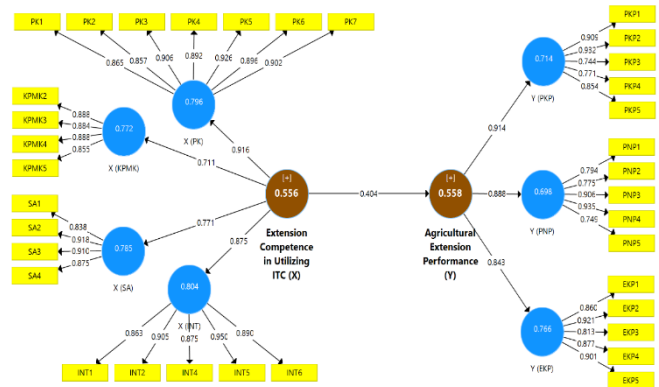 PK1 PK2 PK3 PK4 PK5 PK6 PK7
0.865 0.857 0.906 0.892 0.926 0.896 0.902
0.796
X (PK)
KPMK2
KPMK3
KPMK4
KPMK5
0.888
0.884
0.888
0.855
0.772
X (KPMK)
0.916
0.711
SA1
SA2
SA3
SA4
0.838
0.918
0.910
0.875
0.785
X (SA)
0.771
0.875
[+]
0.556
Extension
Competence
in Utilizing
ITC (X)
0.804
X (INT)
0.863 0.905 0.875 0.950 0.890
INT1 INT2 INT4 INT5 INT6
0.404
[+]
0.558
Agricultural
Extension
Performance
(Y)
0.914
0.888
0.843
0.714
Y (PKP)
0.909
0.932
0.744
0.771
0.854
PKP1
PKP2
PKP3
PKP4
PKP5
0.698
Y (PNP)
0.794
0.775
0.906
0.935
0.749
PNP1
PNP2
PNP3
PNP4
PNP5
0.766
Y (EKP)
0.860
0.921
0.813
0.877
0.901
EKP1
EKP2
EKP3
EKP4
EKP5